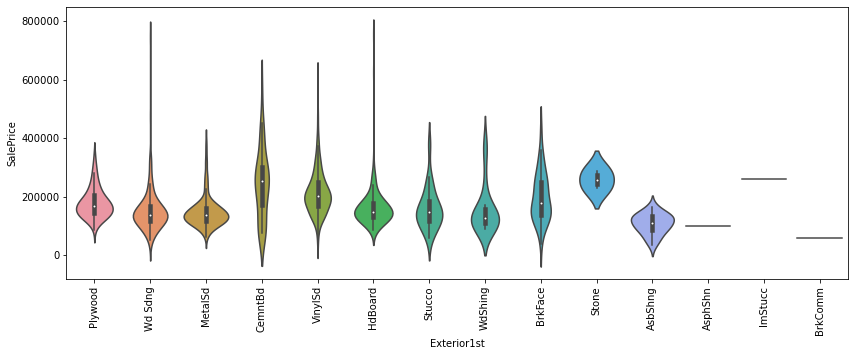 800000
600000
400000
200000
0
SalePrice
Plywood
Wd Sdng
MetalSd
CemntBd
VinylSd
HdBoard
Stucco
WdShing
BrkFace
Stone
AsbShng
AsphShn
ImStucc
BrkComm
Exterior1st